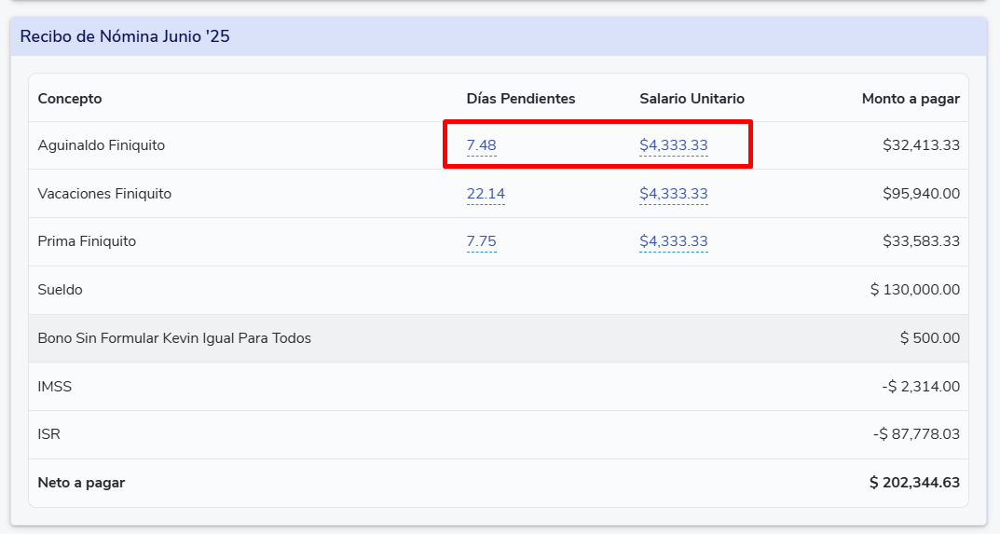 Recibo de Nómina Junio '25
Concepto Días Pendientes Salario Unitario Monto a pagar
Aguinaldo Finiquito 7.48 $4,333.33 $32,413.33
Vacaciones Finiquito 22.14 $4,333.33 $95,940.00
Prima Finiquito 7.75 $4,333.33 $33,583.33
Sueldo $ 130,000.00
Bono Sin Formular Kevin Igual Para Todos $ 500.00
IMSS -$ 2,314.00
ISR -$ 87,778.03
Neto a pagar $ 202,344.63